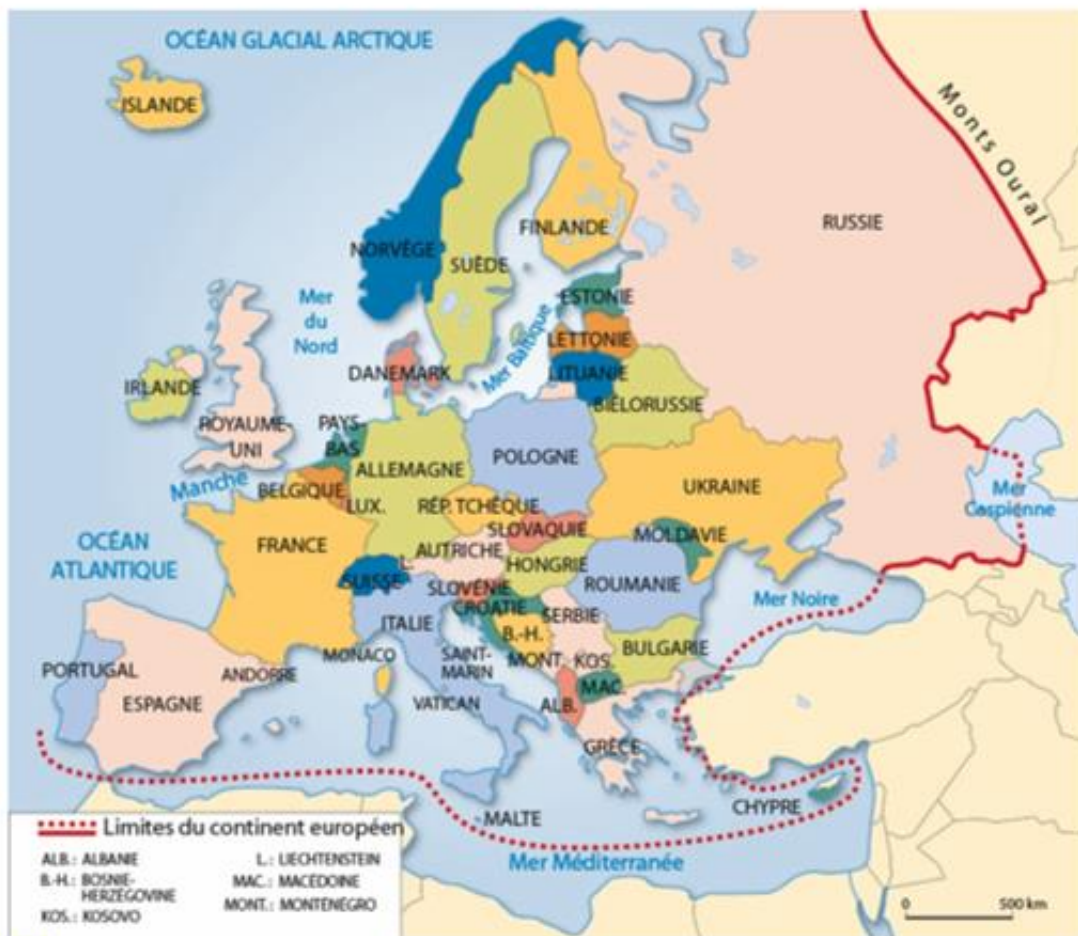 OCÉAN GLACIAL ARCTIQUE
ISLANDE
Monts Oural
RUSSIE
FINLANDE
NORVÈGE
SUÈDE
Mer
du
Nord
ESTONIE
Mer Baltique
LETTONIE
DANEMARK
LITUANIE
IRLANDE
BIÉLORUSSIE
ROYAUME-
UNI
PAYS-
BAS
POLOGNE
ALLEMAGNE
Manche
BELGIQUE
UKRAINE
Mer
Caspienne
LUX.
RÉP. TCHÈQUE
SLOVAQUIE
MOLDAVIE
OCÉAN
ATLANTIQUE
FRANCE
AUTRICHE
L.
HONGRIE
SUISSE
ROUMANIE
SLOVÉNIE
CROATIE
Mer Noire
ITALIE
SERBIE
B.-H.
MONACO
SAINT-
MARIN
MONT.
KOS.
BULGARIE
PORTUGAL
ANDORRE
ESPAGNE
VATICAN
MAC.
ALB.
GRÈCE
MALTE
CHYPRE
Mer Méditerranée
Limites du continent européen
ALB.: ALBANIE
B.-H.: BOSNIE-
HERZÉGOVINE
KOS.: KOSOVO
L.: LIECHTENSTEIN
MAC.: MACÉDOINE
MONT.: MONTÉNÉGRO
0 500 km